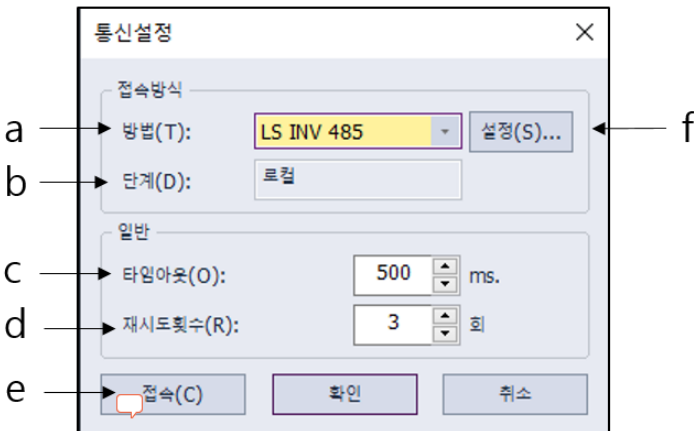 통신설정
접속방식
a 방법(T): LS INV 485 설정(S)... f
b 단계(D): 로컬
일반
c 타임아웃(O): 500 ms.
d 재시도횟수(R): 3 회
e 접속(C) 확인 취소